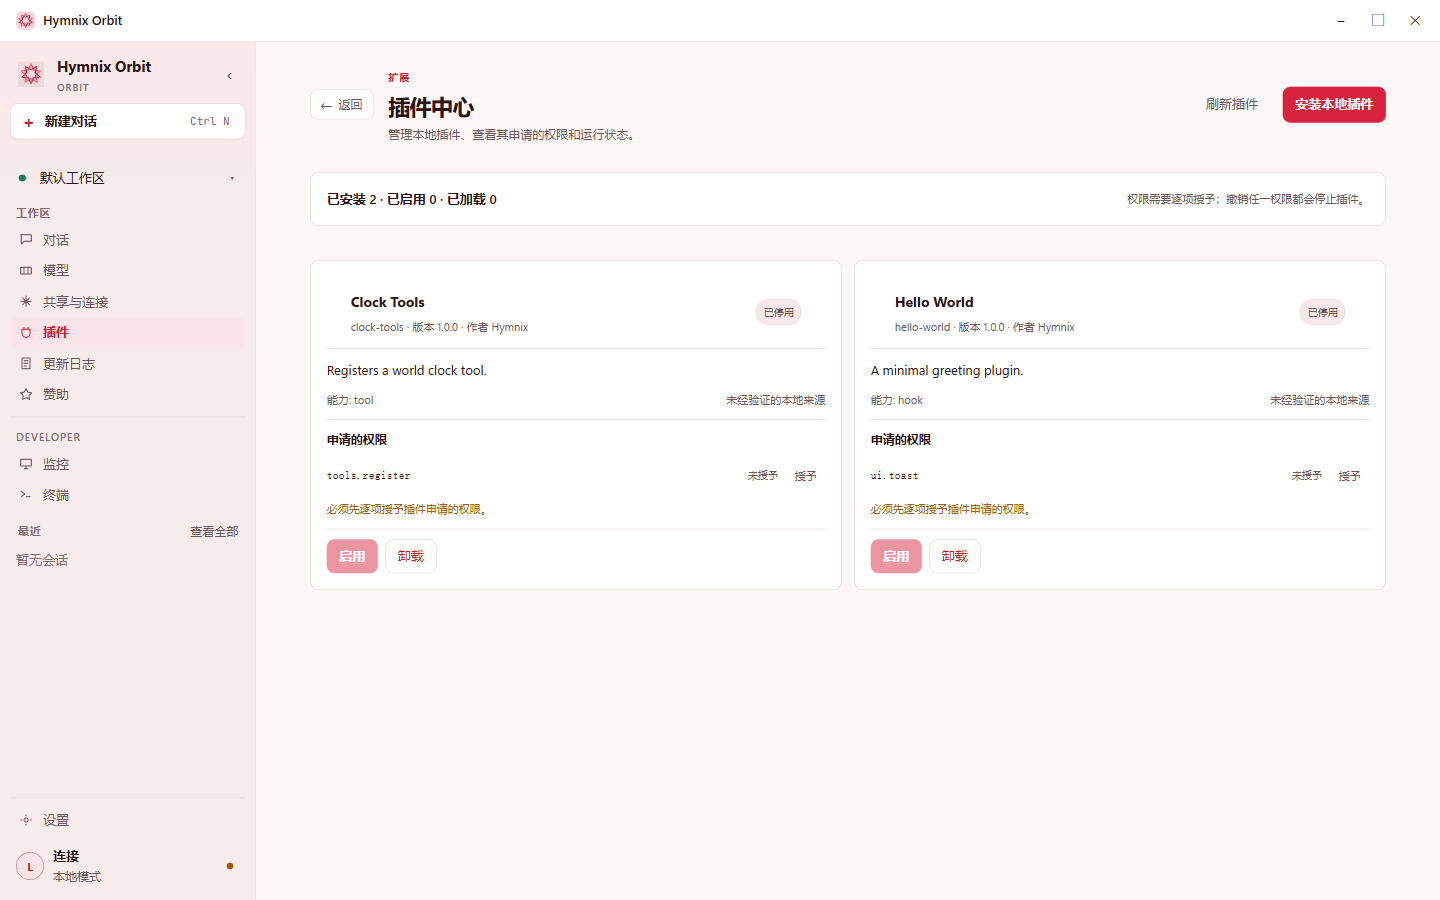 Hymnix Orbit
Hymnix Orbit
ORBIT
+ 新建对话 Ctrl N
默认工作区
工作区
对话
模型
共享与连接
插件
更新日志
赞助
DEVELOPER
监控
终端
最近 查看全部
暂无会话
设置
L
连接
本地模式
← 返回
扩展
插件中心
管理本地插件、查看其申请的权限和运行状态。
刷新插件
安装本地插件
已安装 2 · 已启用 0 · 已加载 0
权限需要逐项授予；撤销任一权限都会停止插件。
Clock Tools
clock-tools · 版本 1.0.0 · 作者 Hymnix
已停用
Registers a world clock tool.
能力: tool 未经验证的本地来源
申请的权限
tools.register 未授予 授予
必须先逐项授予插件申请的权限。
启用 卸载
Hello World
hello-world · 版本 1.0.0 · 作者 Hymnix
已停用
A minimal greeting plugin.
能力: hook 未经验证的本地来源
申请的权限
ui.toast 未授予 授予
必须先逐项授予插件申请的权限。
启用 卸载